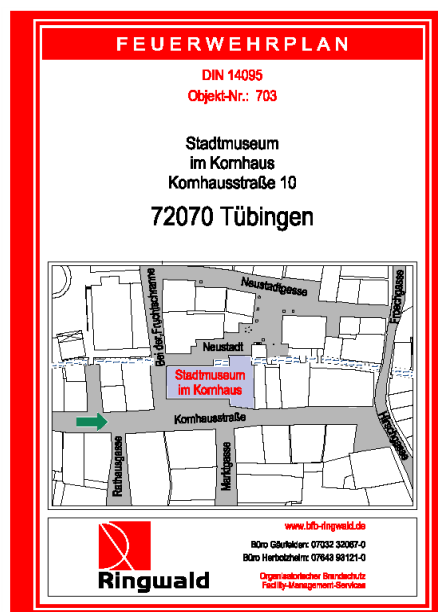 FEUERWEHRPLAN
DIN 14095
Objekt-Nr.: 703
Stadtmuseum
im Kornhaus
Kornhausstraße 10
72070 Tübingen
Neustadtgasse
Froschgasse
Bei der Fruchtschranne
Neustadt
Stadtmuseum
im Kornhaus
Kornhausstraße
Rathausgasse
Marktgasse
Hirschgasse
Ringwald
www.bfb-ringwald.de
Büro Gäufelden: 07032 32067-0
Büro Herbolzheim: 07643 93121-0
Organisatorischer Brandschutz
Facility-Management-Services